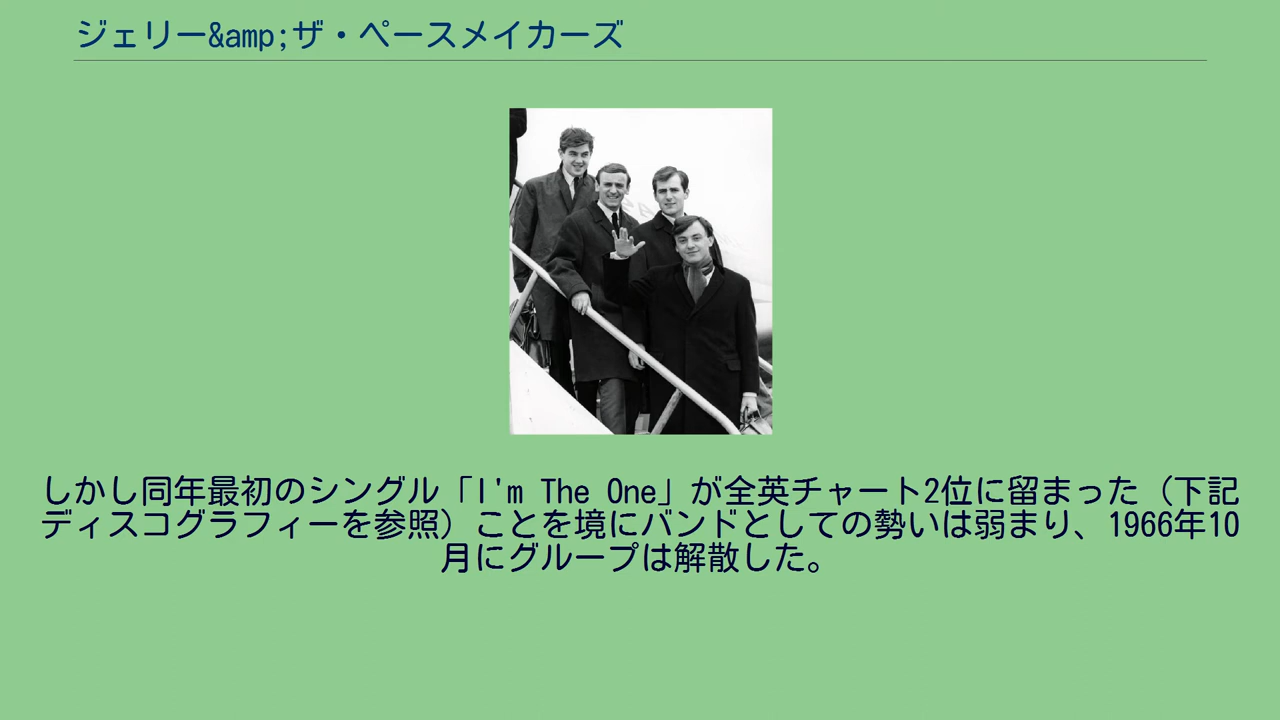 ジェリー&amp;ザ・ペースメイカーズ
しかし同年最初のシングル「I'm The One」が全英チャート2位に留まった（下記
ディスコグラフィーを参照）ことを境にバンドとしての勢いは弱まり、1966年10
月にグループは解散した。